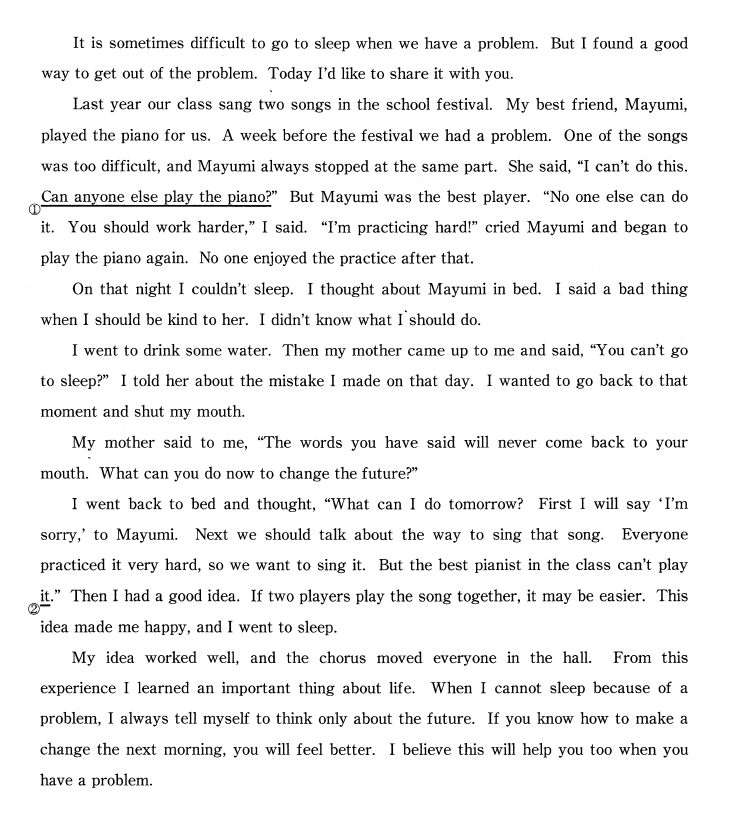 It is sometimes difficult to go to sleep when we have a problem. But I found a good
way to get out of the problem. Today I'd like to share it with you.
Last year our class sang two songs in the school festival. My best friend, Mayumi,
played the piano for us. A week before the festival we had a problem. One of the songs
was too difficult, and Mayumi always stopped at the same part. She said, “I can't do this.
①Can anyone else play the piano?” But Mayumi was the best player. “No one else can do
it. You should work harder,” I said. “I'm practicing hard!” cried Mayumi and began to
play the piano again. No one enjoyed the practice after that.
On that night I couldn't sleep. I thought about Mayumi in bed. I said a bad thing
when I should be kind to her. I didn't know what I should do.
I went to drink some water. Then my mother came up to me and said, “You can't go
to sleep?” I told her about the mistake I made on that day. I wanted to go back to that
moment and shut my mouth.
My mother said to me, “The words you have said will never come back to your
mouth. What can you do now to change the future?”
I went back to bed and thought, “What can I do tomorrow? First I will say ‘I'm
sorry,’ to Mayumi. Next we should talk about the way to sing that song. Everyone
practiced it very hard, so we want to sing it. But the best pianist in the class can't play
②it.” Then I had a good idea. If two players play the song together, it may be easier. This
idea made me happy, and I went to sleep.
My idea worked well, and the chorus moved everyone in the hall. From this
experience I learned an important thing about life. When I cannot sleep because of a
problem, I always tell myself to think only about the future. If you know how to make a
change the next morning, you will feel better. I believe this will help you too when you
have a problem.